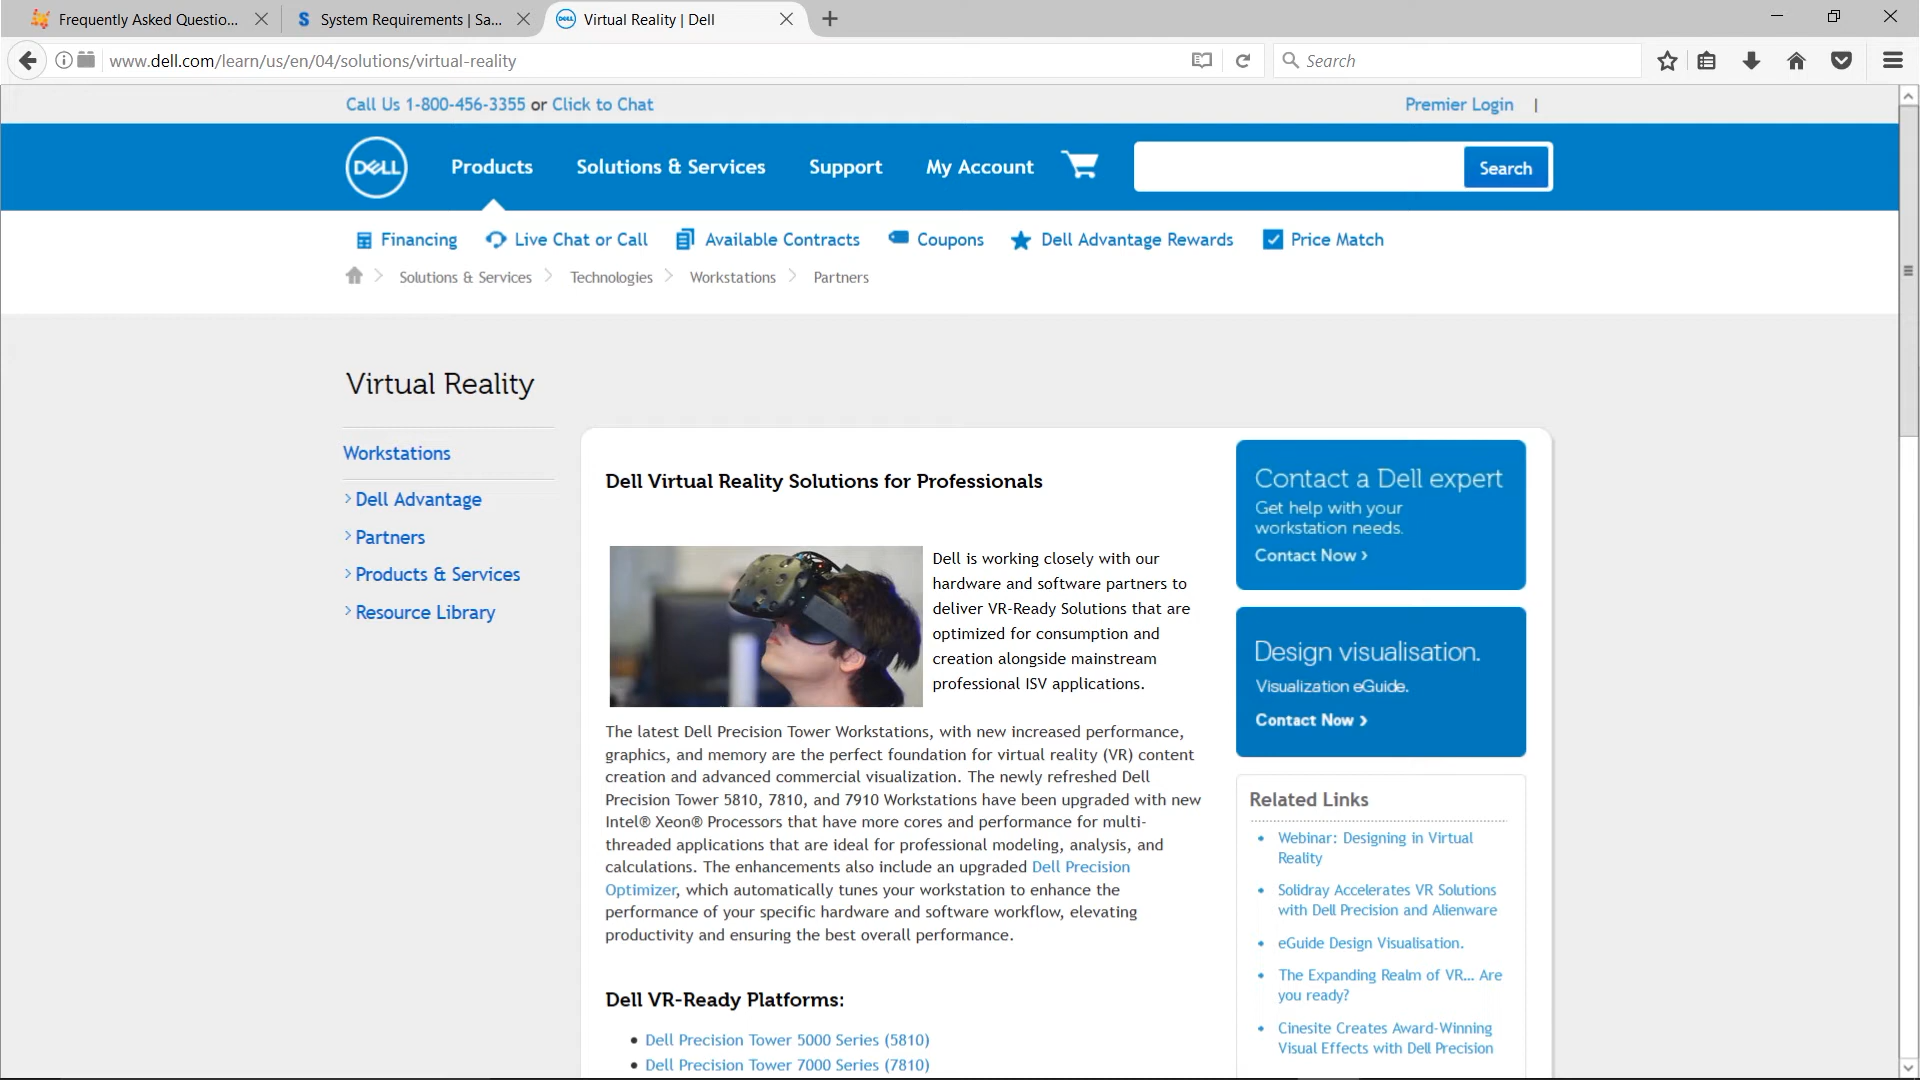 Frequently Asked Questio...
System Requirements | Sa...
Virtual Reality | Dell
www.dell.com/learn/us/en/04/solutions/virtual-reality
Search
Call Us 1-800-456-3355 or Click to Chat
Premier Login |
DELL
Products
Solutions & Services
Support
My Account
Search
Financing
Live Chat or Call
Available Contracts
Coupons
Dell Advantage Rewards
Price Match
Solutions & Services
Technologies
Workstations
Partners
Virtual Reality
Workstations
Dell Advantage
Partners
Products & Services
Resource Library
Dell Virtual Reality Solutions for Professionals
Dell is working closely with our
hardware and software partners to
deliver VR-Ready Solutions that are
optimized for consumption and
creation alongside mainstream
professional ISV applications.
The latest Dell Precision Tower Workstations, with new increased performance,
graphics, and memory are the perfect foundation for virtual reality (VR) content
creation and advanced commercial visualization. The newly refreshed Dell
Precision Tower 5810, 7810, and 7910 Workstations have been upgraded with new
Intel® Xeon® Processors that have more cores and performance for multi-
threaded applications that are ideal for professional modeling, analysis, and
calculations. The enhancements also include an upgraded Dell Precision
Optimizer, which automatically tunes your workstation to enhance the
performance of your specific hardware and software workflow, elevating
productivity and ensuring the best overall performance.
Dell VR-Ready Platforms:
• Dell Precision Tower 5000 Series (5810)
• Dell Precision Tower 7000 Series (7810)
Contact a Dell expert
Get help with your
workstation needs.
Contact Now >
Design visualisation.
Visualization eGuide.
Contact Now >
Related Links
• Webinar: Designing in Virtual
Reality
• Solidray Accelerates VR Solutions
with Dell Precision and Alienware
• eGuide Design Visualisation.
• The Expanding Realm of VR... Are
you ready?
• Cinesite Creates Award-Winning
Visual Effects with Dell Precision